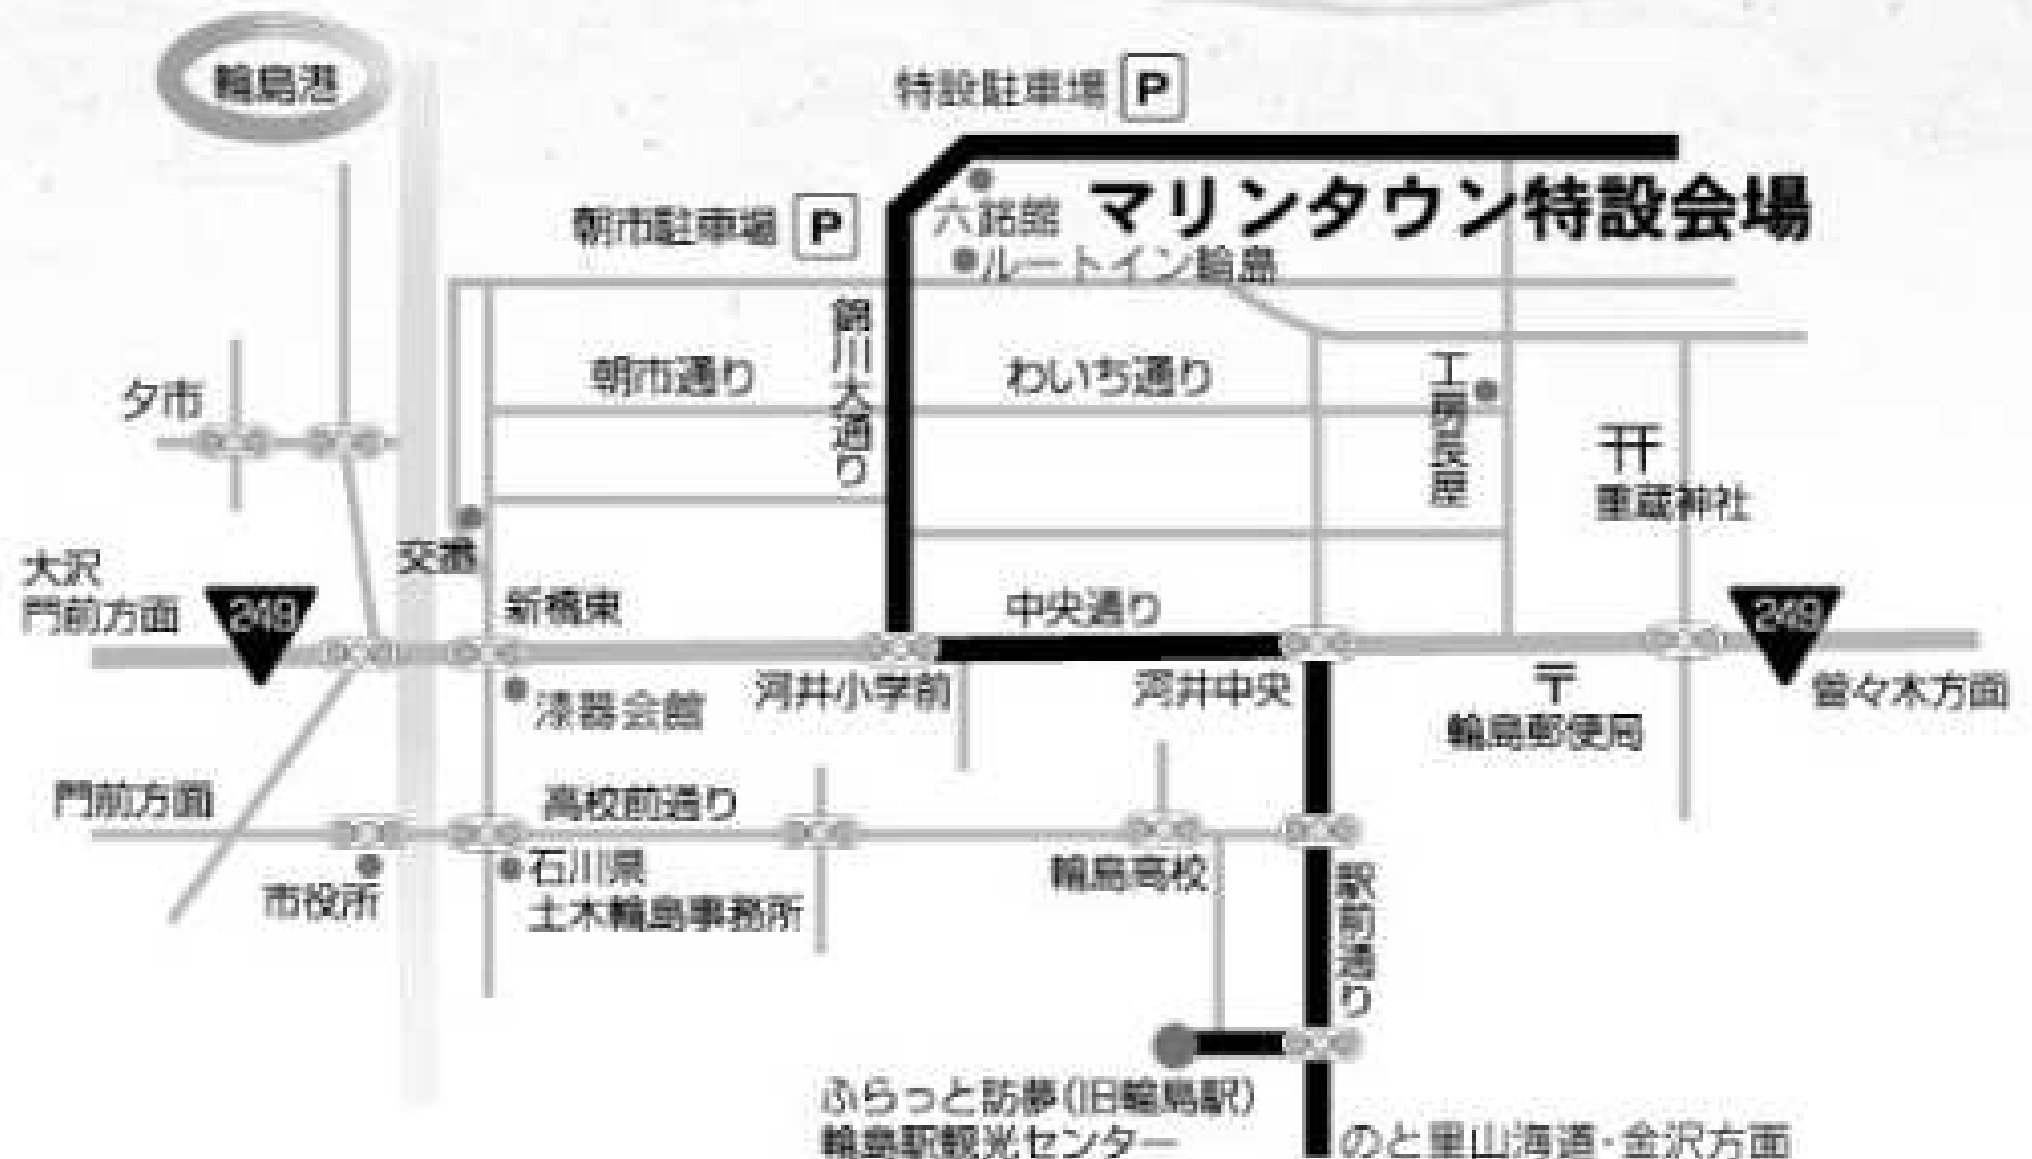 輪島港
特設駐車場 P
朝市駐車場 P
マリンタウン特設会場
ルートイン輪島
錦川大通り
朝市通り
わいち通り
工房長屋
夕市
重蔵神社
交番
大沢
門前方面
249
新橋東
中央通り
249
漆器会館
河井小学前
河井中央
〒
輪島郵便局
曽々木方面
門前方面
高校前通り
市役所
石川県
土木輪島事務所
輪島高校
駅前通り
ふらっと訪夢(旧輪島駅)
輪島駅観光センター
のと里山海道・金沢方面